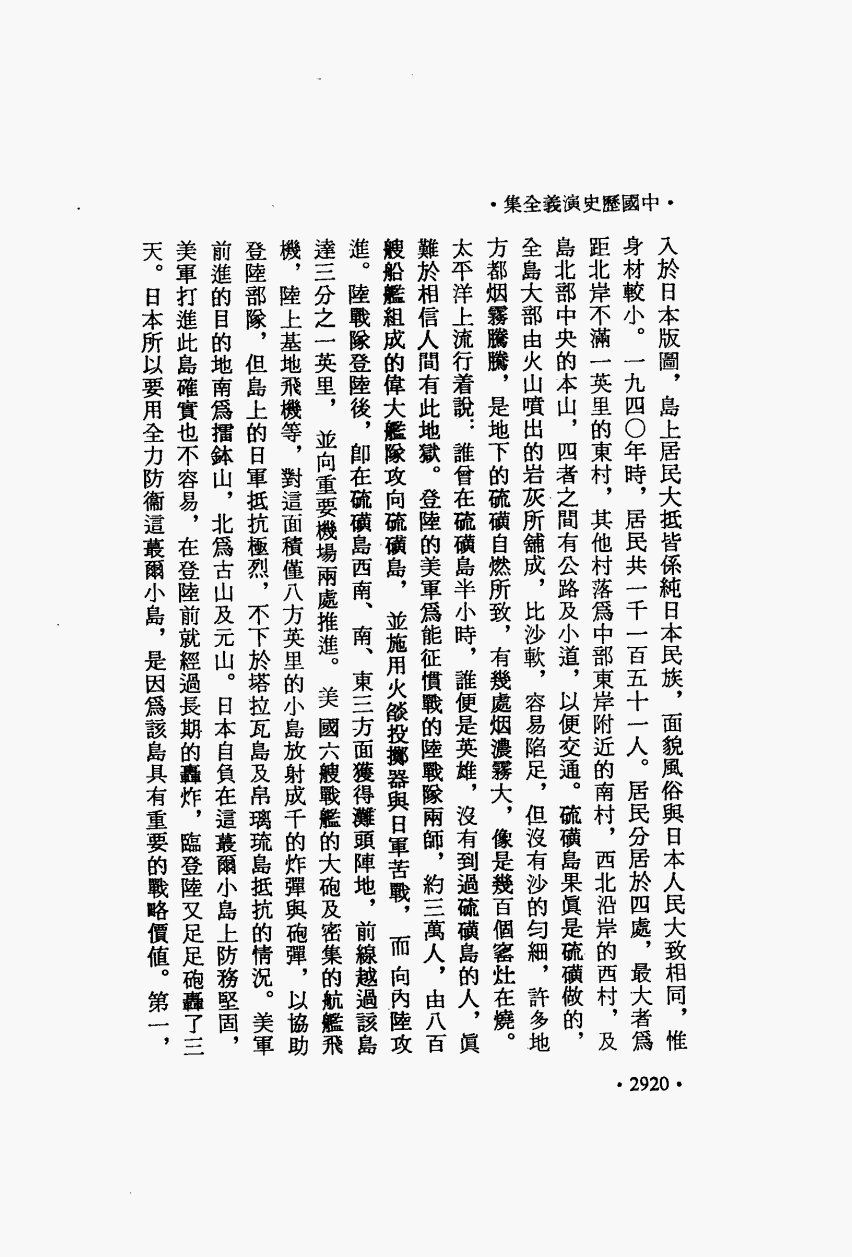 •中國歷史演義全集•
入於日本版圖，島上居民大抵皆係純日本民族，面貌風俗與日本人民大致相同，惟
身材較小。一九四〇年時，居民共一千一百五十一人。居民分居於四處，最大者爲
距北岸不滿一英里的東村，其他村落爲中部東岸附近的南村，西北沿岸的西村，及
島北部中央的本山，四者之間有公路及小道，以便交通。硫磺島果眞是硫磺做的，
全島大部由火山噴出的岩灰所舖成，比沙軟，容易陷足，但沒有沙的勻細，許多地
方都烟霧騰騰，是地下的硫磺自燃所致，有幾處烟濃霧大，像是幾百個窰灶在燒。
太平洋上流行着說：誰曾在硫磺島半小時，誰便是英雄，沒有到過硫磺島的人，眞
難於相信人間有此地獄。登陸的美軍爲能征慣戰的陸戰隊兩師，約三萬人，由八百
艘船艦組成的偉大艦隊攻向硫磺島，並施用火燄投擲器與日軍苦戰，而向內陸攻
進。陸戰隊登陸後，卽在硫磺島西南、南、東三方面獲得灘頭陣地，前線越過該島
達三分之一英里，並向重要機場兩處推進。美國六艘戰艦的大砲及密集的航艦飛
機，陸上基地飛機等，對這面積僅八方英里的小島放射成千的炸彈與砲彈，以協助
登陸部隊，但島上的日軍抵抗極烈，不下於塔拉瓦島及帛璃琉島抵抗的情況。美軍
前進的目的地南爲擂鉢山，北爲古山及元山。日本自負在這蕞爾小島上防務堅固，
美軍打進此島確實也不容易，在登陸前就經過長期的轟炸，臨登陸又足足砲轟了三
天。日本所以要用全力防衞這蕞爾小島，是因爲該島具有重要的戰略價值。第一，
•2920•